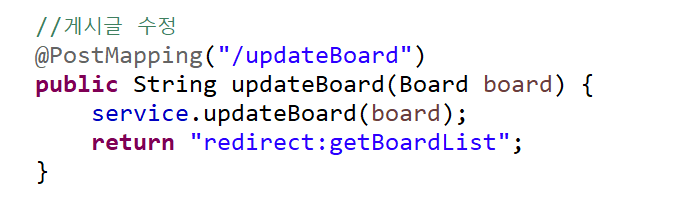 //게시글 수정
@PostMapping("/updateBoard")
public String updateBoard(Board board) {
    service.updateBoard(board);
    return "redirect:getBoardList";
}